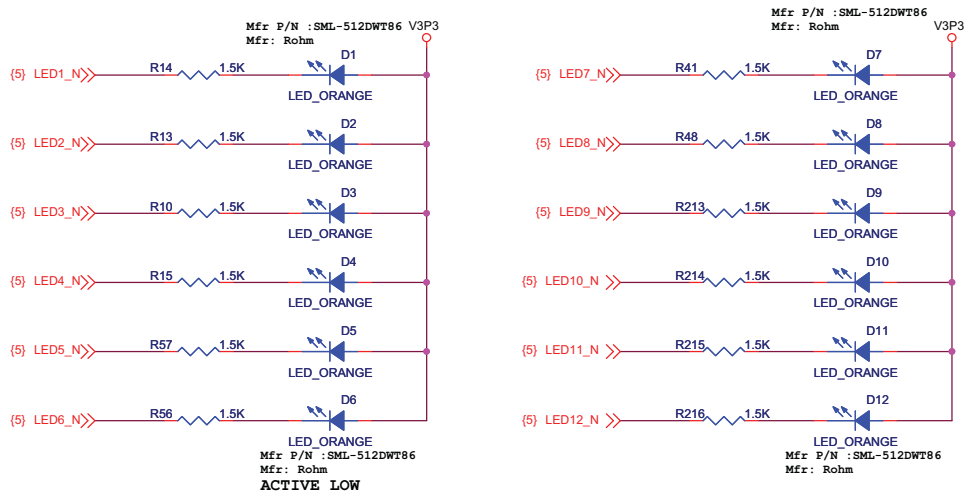 Mfr P/N :SML-512DWT86
Mfr: Rohm
V3P3
D1
{5} LED1_N R14 1.5K
LED_ORANGE
D2
{5} LED2_N R13 1.5K
LED_ORANGE
D3
{5} LED3_N R10 1.5K
LED_ORANGE
D4
{5} LED4_N R15 1.5K
LED_ORANGE
D5
{5} LED5_N R57 1.5K
LED_ORANGE
D6
{5} LED6_N R56 1.5K
LED_ORANGE
Mfr P/N :SML-512DWT86
Mfr: Rohm
ACTIVE LOW
Mfr P/N :SML-512DWT86
Mfr: Rohm
V3P3
D7
{5} LED7_N R41 1.5K
LED_ORANGE
D8
{5} LED8_N R48 1.5K
LED_ORANGE
D9
{5} LED9_N R213 1.5K
LED_ORANGE
D10
{5} LED10_N R214 1.5K
LED_ORANGE
D11
{5} LED11_N R215 1.5K
LED_ORANGE
D12
{5} LED12_N R216 1.5K
LED_ORANGE
Mfr P/N :SML-512DWT86
Mfr: Rohm